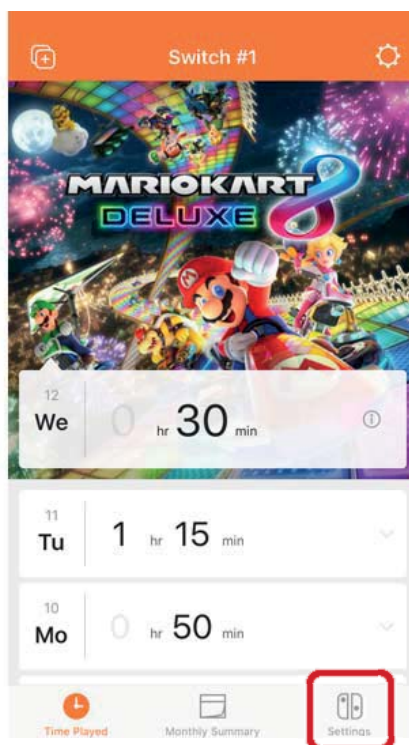 Switch #1
MARIOKART 8
DELUXE
12
We
0 hr 30 min
11
Tu
1 hr 15 min
10
Mo
0 hr 50 min
Time Played
Monthly Summary
Settings